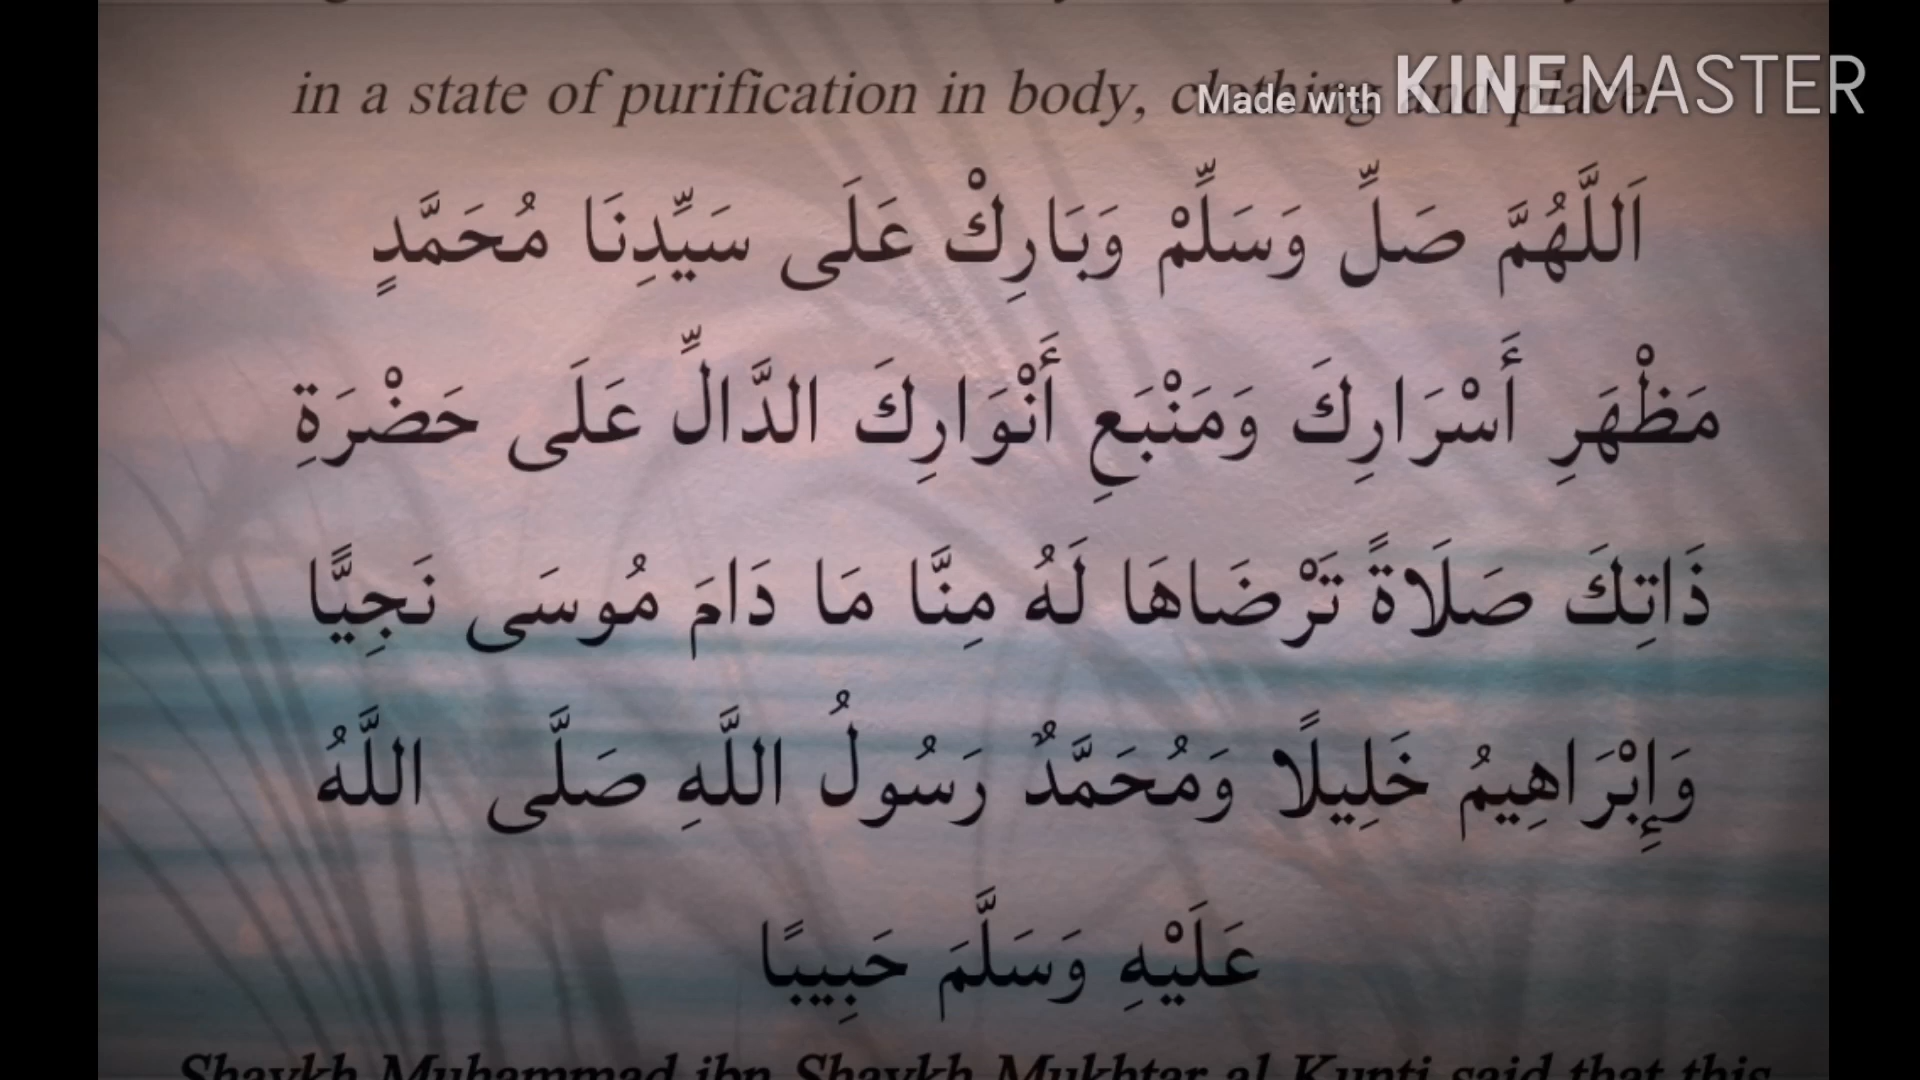 in a state of purification in body, clothing and place.
Made with KINEMASTER
اَللَّهُمَّ صَلِّ وَسَلِّمْ وَبَارِكْ عَلَى سَيِّدِنَا مُحَمَّدٍ
مَظْهَرِ أَسْرَارِكَ وَمَنْبَعِ أَنْوَارِكَ الدَّالِّ عَلَى حَضْرَةِ
ذَاتِكَ صَلَاةً تَرْضَاهَا لَهُ مِنَّا مَا دَامَ مُوسَى نَجِيًّا
وَإِبْرَاهِيمُ خَلِيلًا وَمُحَمَّدٌ رَسُولُ اللَّهِ صَلَّى اللَّهُ
عَلَيْهِ وَسَلَّمَ حَبِيبًا
Shaykh Muhammad ibn Shaykh Mukhtar al Kunti said that this